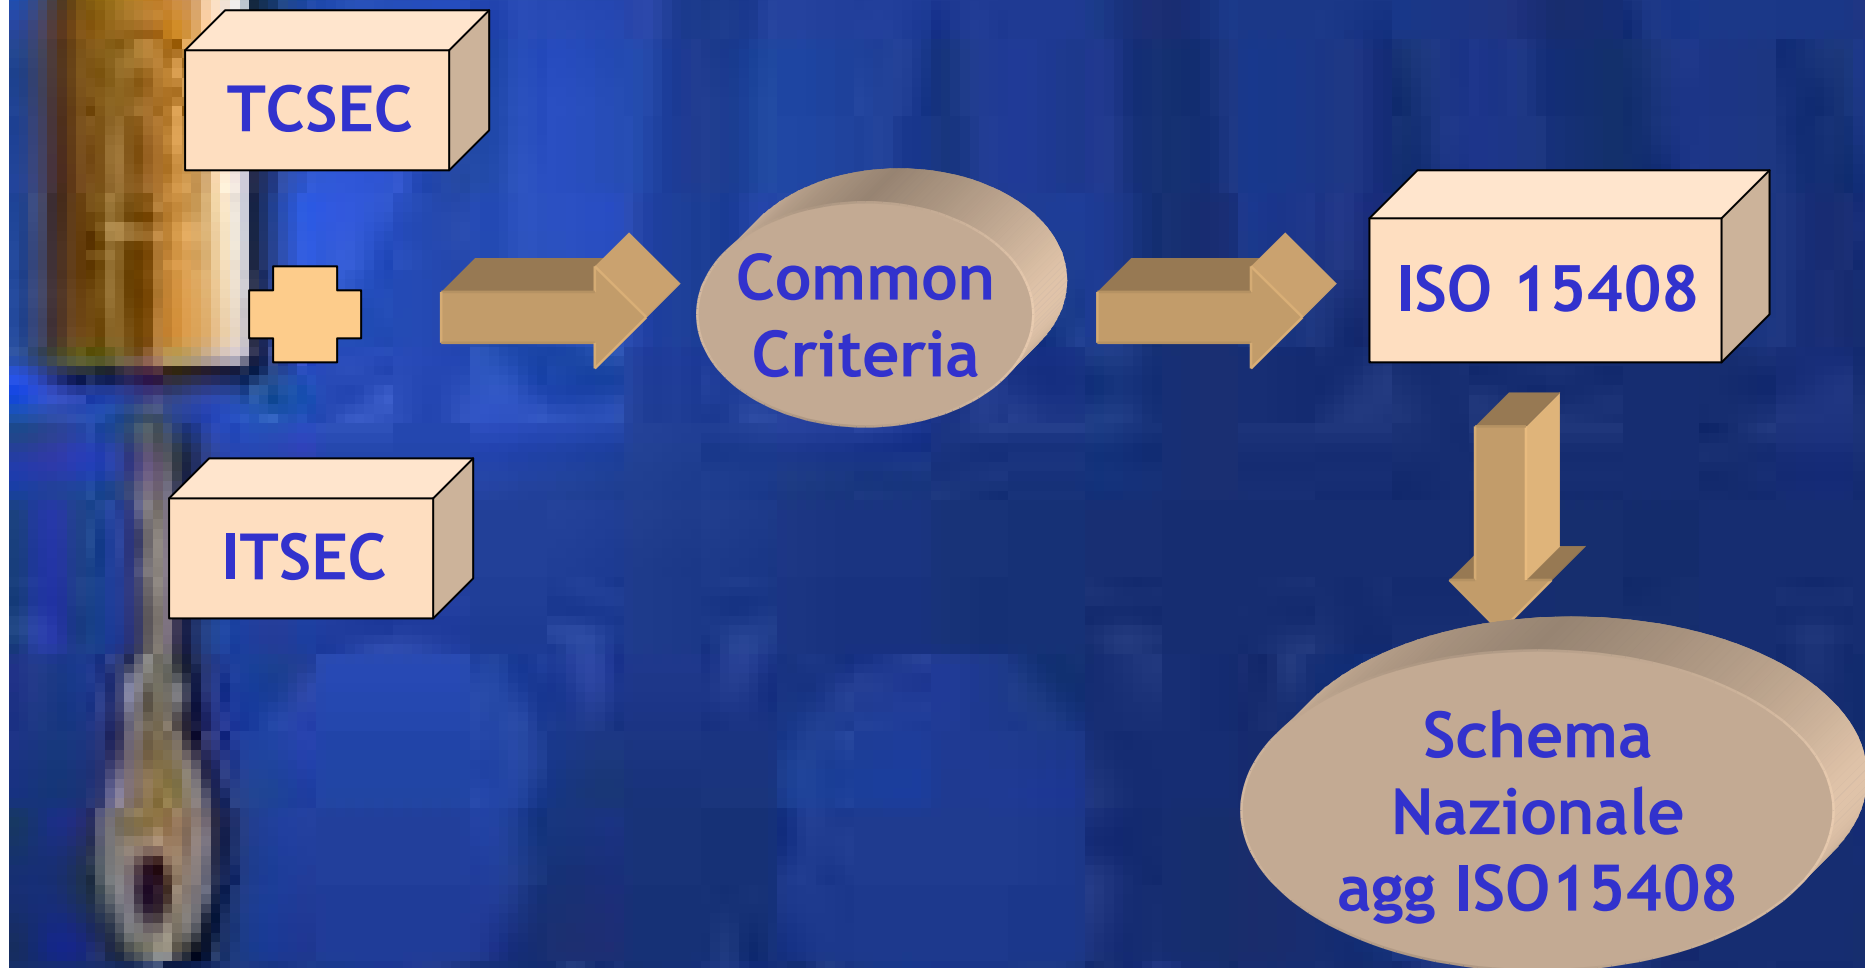 TCSEC
Common
Criteria
ISO 15408
ITSEC
Schema
Nazionale
agg ISO15408